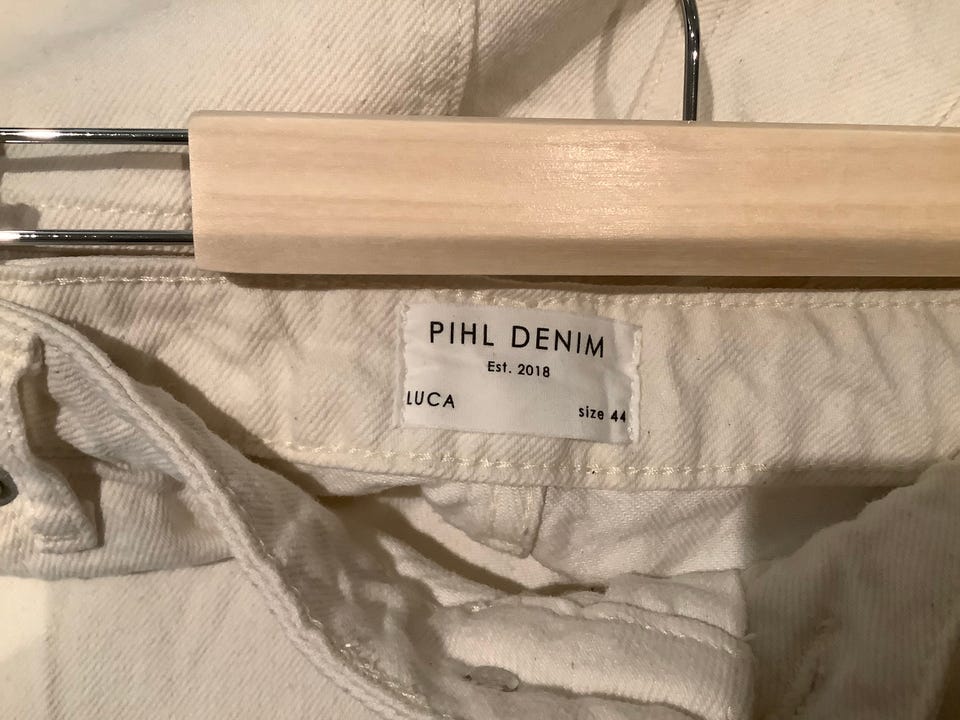 PIHL DENIM
Est. 2018
LUCA size 44